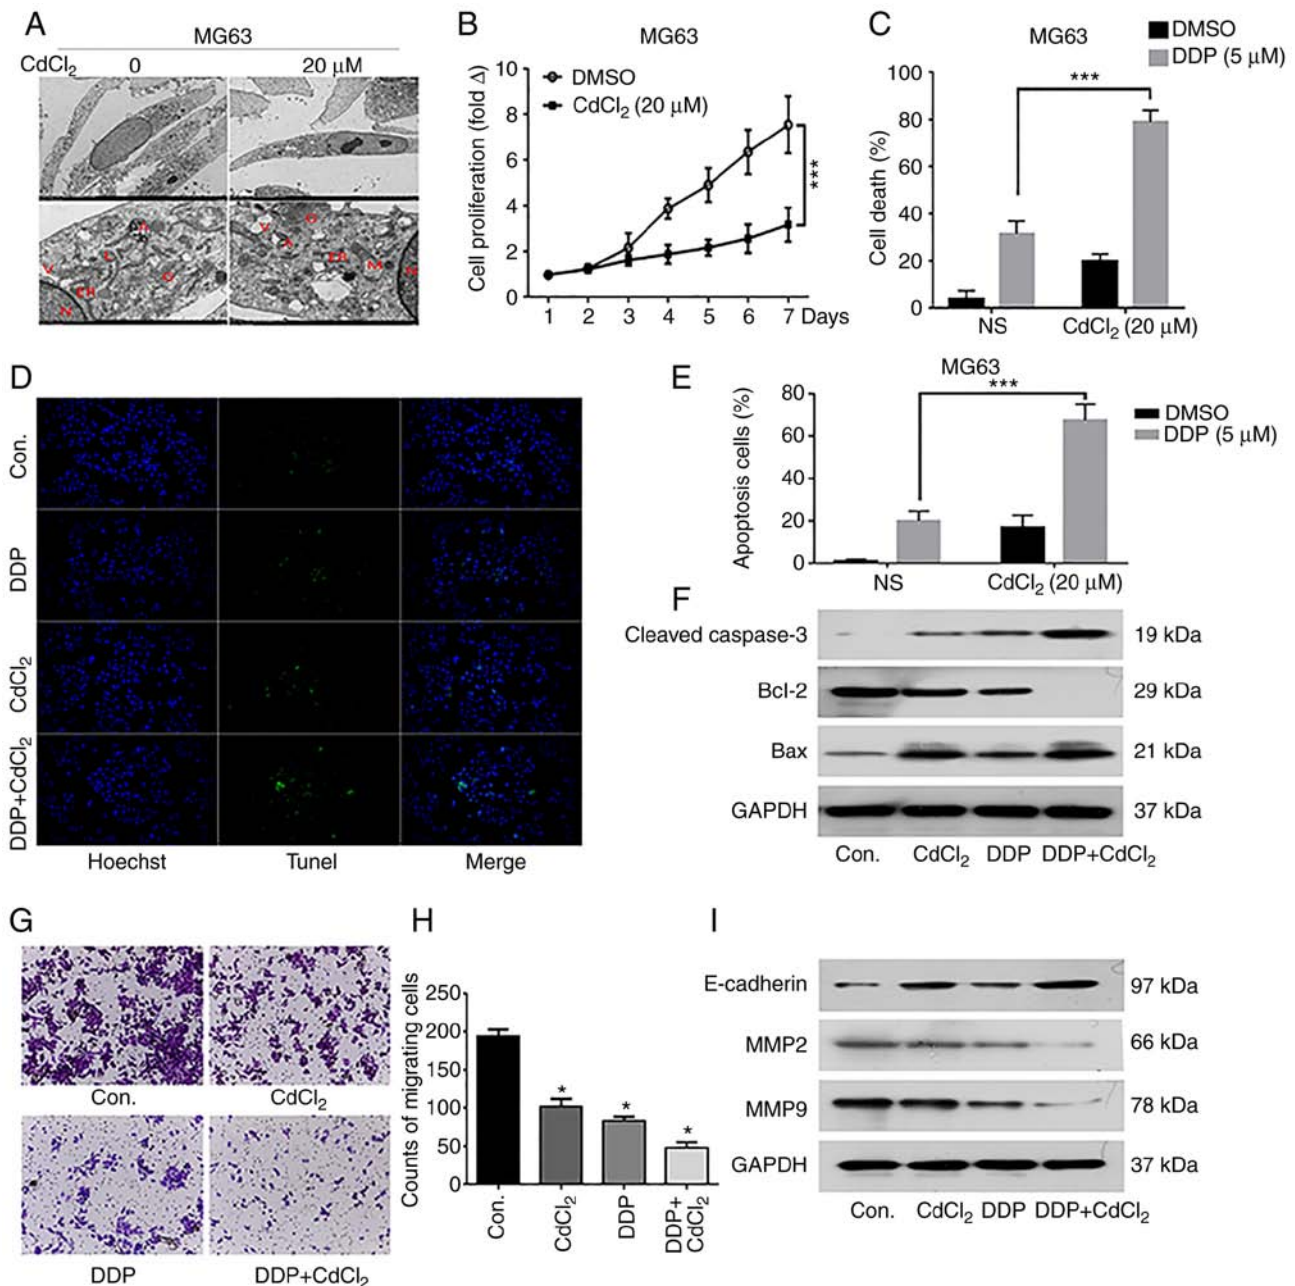 A
MG63
CdCl2 0 20 μM
V
L
ER
O
N
V
O
ER
M
N
B
MG63
Cell proliferation (fold Δ)
10
8
6
4
2
0
DMSO
CdCl2 (20 μM)
***
1 2 3 4 5 6 7 Days
C
MG63
DMSO
DDP (5 μM)
Cell death (%)
100
80
60
40
20
0
***
NS CdCl2 (20 μM)
D
Con.
DDP
CdCl2
DDP+CdCl2
Hoechst Tunel Merge
E
MG63
***
Apoptosis cells (%)
80
60
40
20
0
DMSO
DDP (5 μM)
NS CdCl2 (20 μM)
F
Cleaved caspase-3 19 kDa
Bcl-2 29 kDa
Bax 21 kDa
GAPDH 37 kDa
Con. CdCl2 DDP DDP+CdCl2
G
Con. CdCl2
DDP DDP+CdCl2
H
Counts of migrating cells
250
200
150
100
50
0
*
*
*
Con.
CdCl2
DDP
DDP+
CdCl2
I
E-cadherin 97 kDa
MMP2 66 kDa
MMP9 78 kDa
GAPDH 37 kDa
Con. CdCl2 DDP DDP+CdCl2